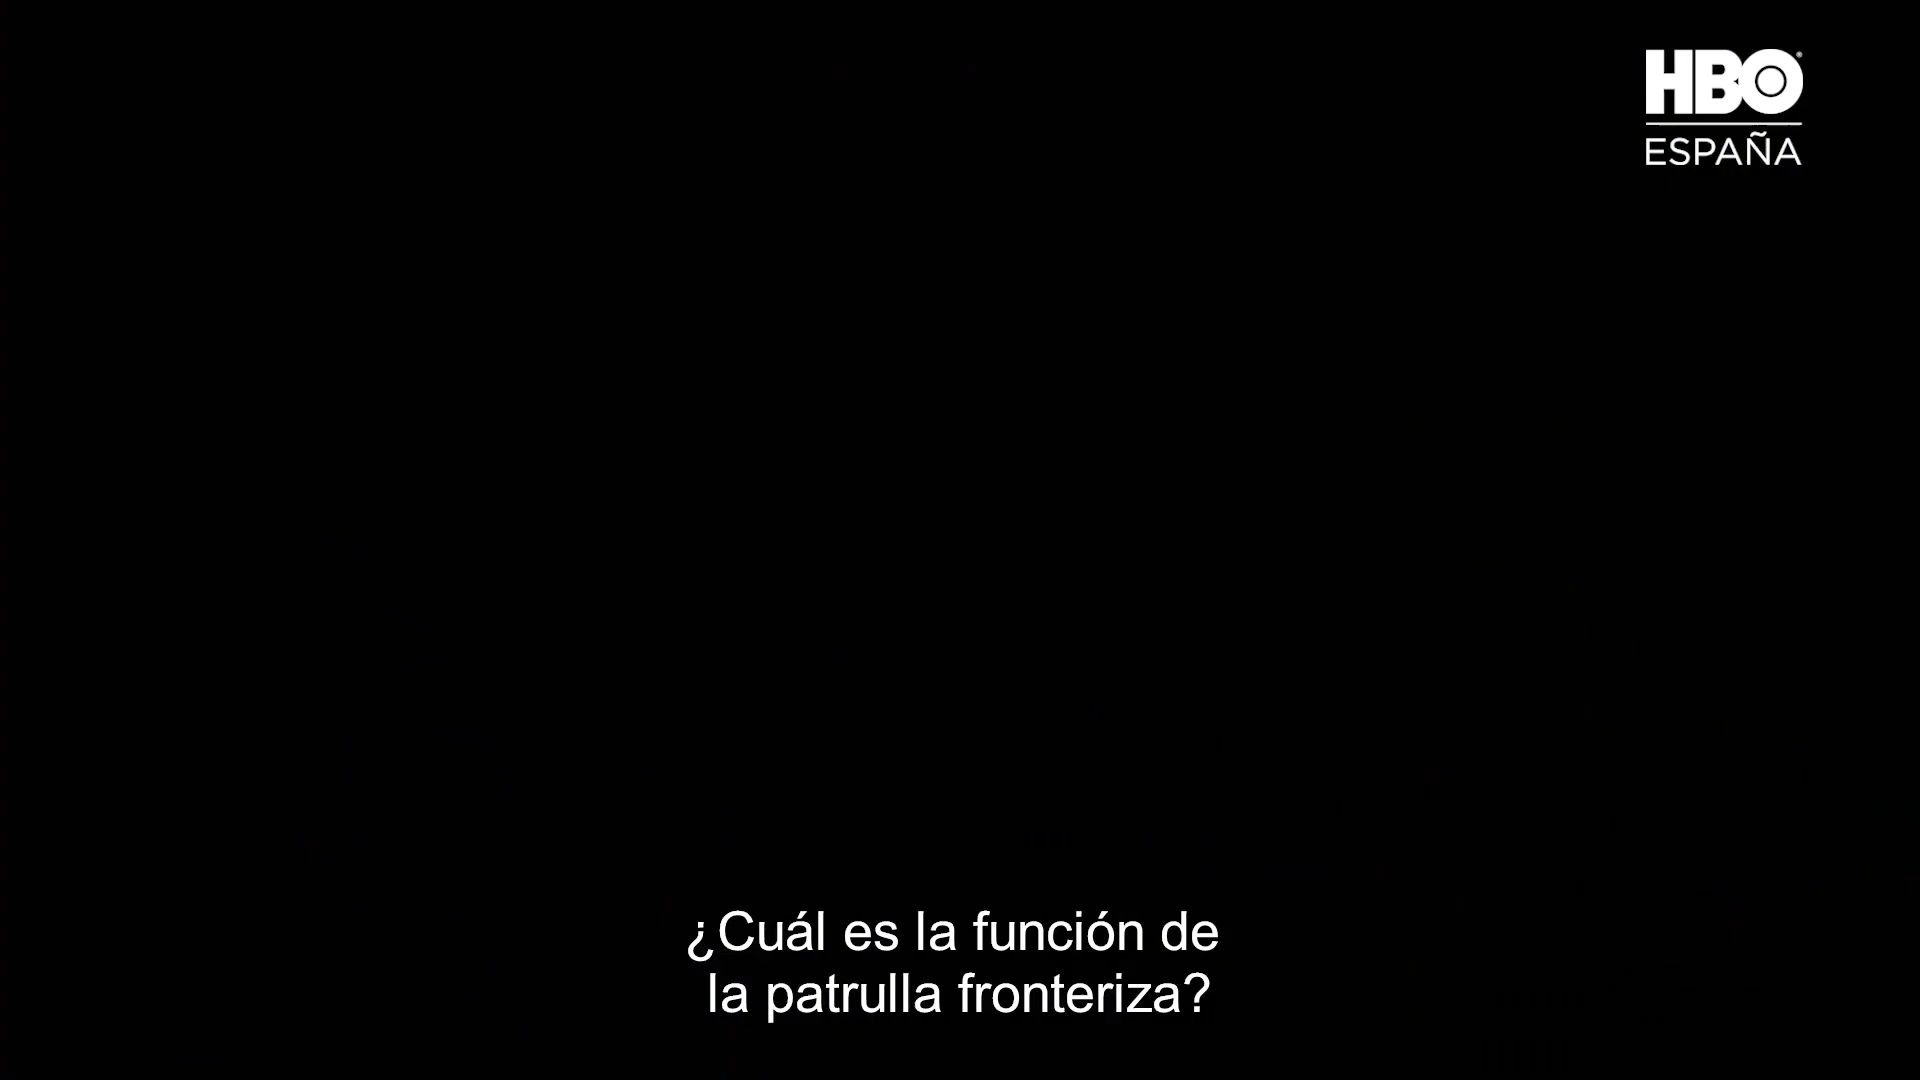 HBO
ESPAÑA
¿Cuál es la función de
la patrulla fronteriza?